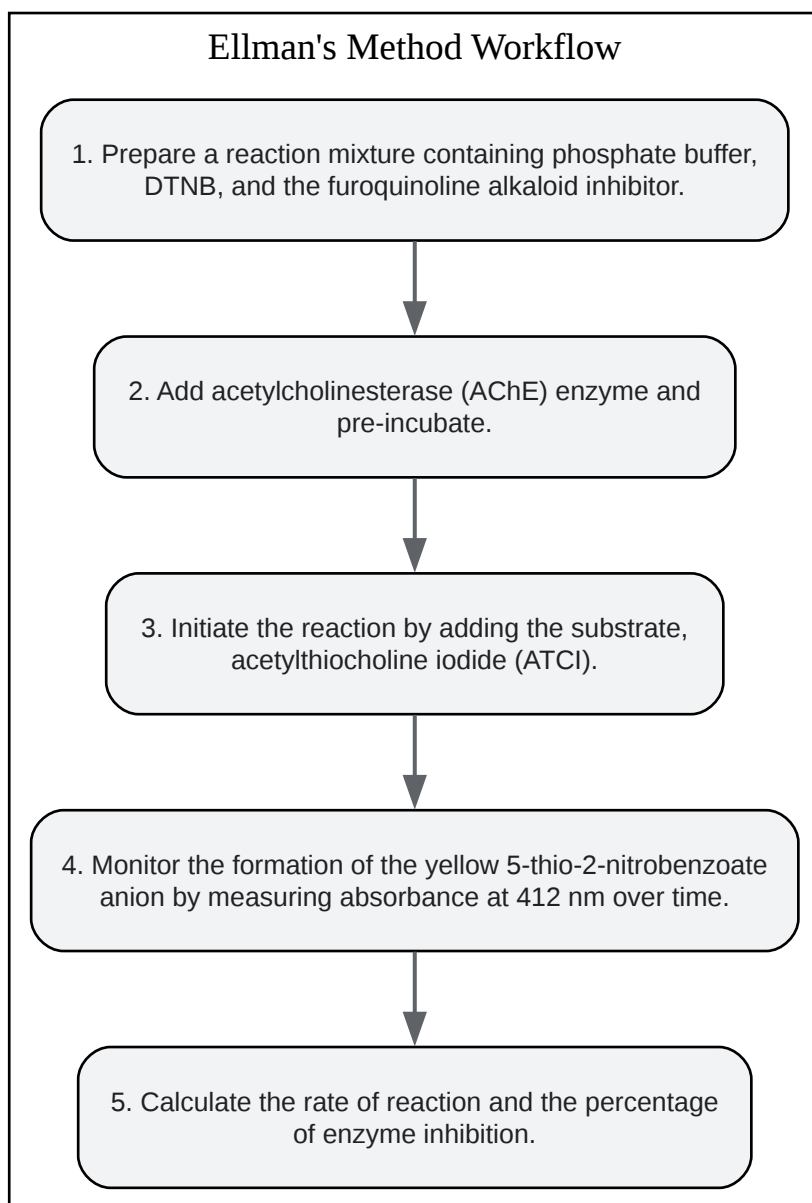 Ellman's Method Workflow
1. Prepare a reaction mixture containing phosphate buffer,
DTNB, and the furoquinoline alkaloid inhibitor.
2. Add acetylcholinesterase (AChE) enzyme and
pre-incubate.
3. Initiate the reaction by adding the substrate,
acetylthiocholine iodide (ATCI).
4. Monitor the formation of the yellow 5-thio-2-nitrobenzoate
anion by measuring absorbance at 412 nm over time.
5. Calculate the rate of reaction and the percentage
of enzyme inhibition.